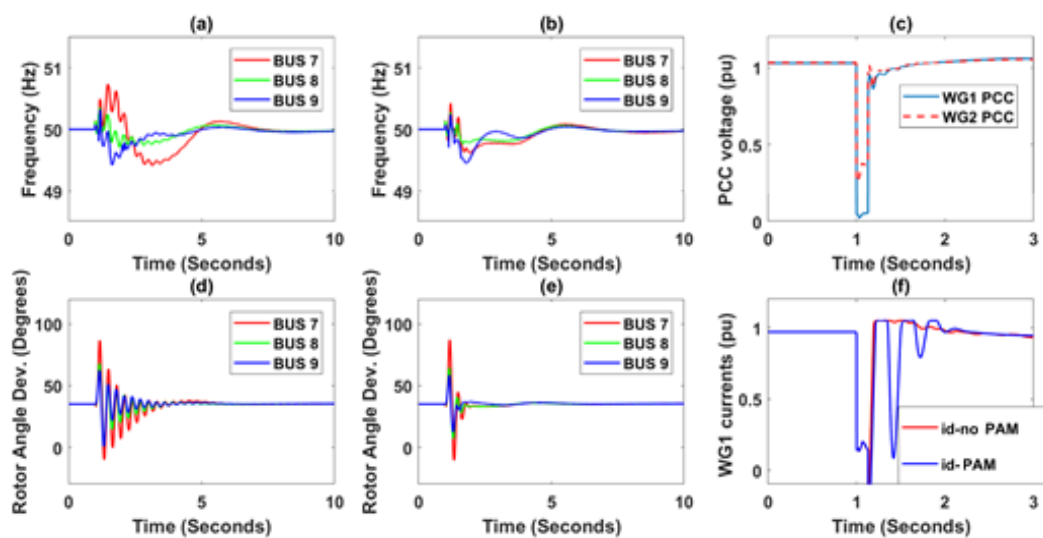 (a)
Frequency (Hz)
51
50
49
BUS 7
BUS 8
BUS 9
0
5
10
Time (Seconds)
(b)
Frequency (Hz)
51
50
49
BUS 7
BUS 8
BUS 9
0
5
10
Time (Seconds)
(c)
PCC voltage (pu)
1
0.5
0
WG1 PCC
WG2 PCC
0
1
2
3
Time (Seconds)
(d)
Rotor Angle Dev. (Degrees)
100
50
0
BUS 7
BUS 8
BUS 9
0
5
10
Time (Seconds)
(e)
Rotor Angle Dev. (Degrees)
100
50
0
BUS 7
BUS 8
BUS 9
0
5
10
Time (Seconds)
(f)
WG1 currents (pu)
1
0.5
0
id-no PAM
id- PAM
0
1
2
3
Time (Seconds)